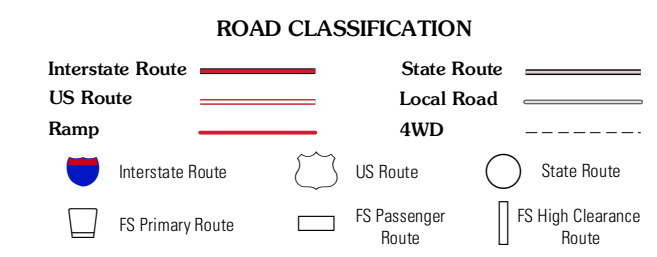 ROAD CLASSIFICATION
Interstate Route
State Route
US Route
Local Road
Ramp
4WD
Interstate Route
US Route
State Route
FS Primary Route
FS Passenger
Route
FS High Clearance
Route